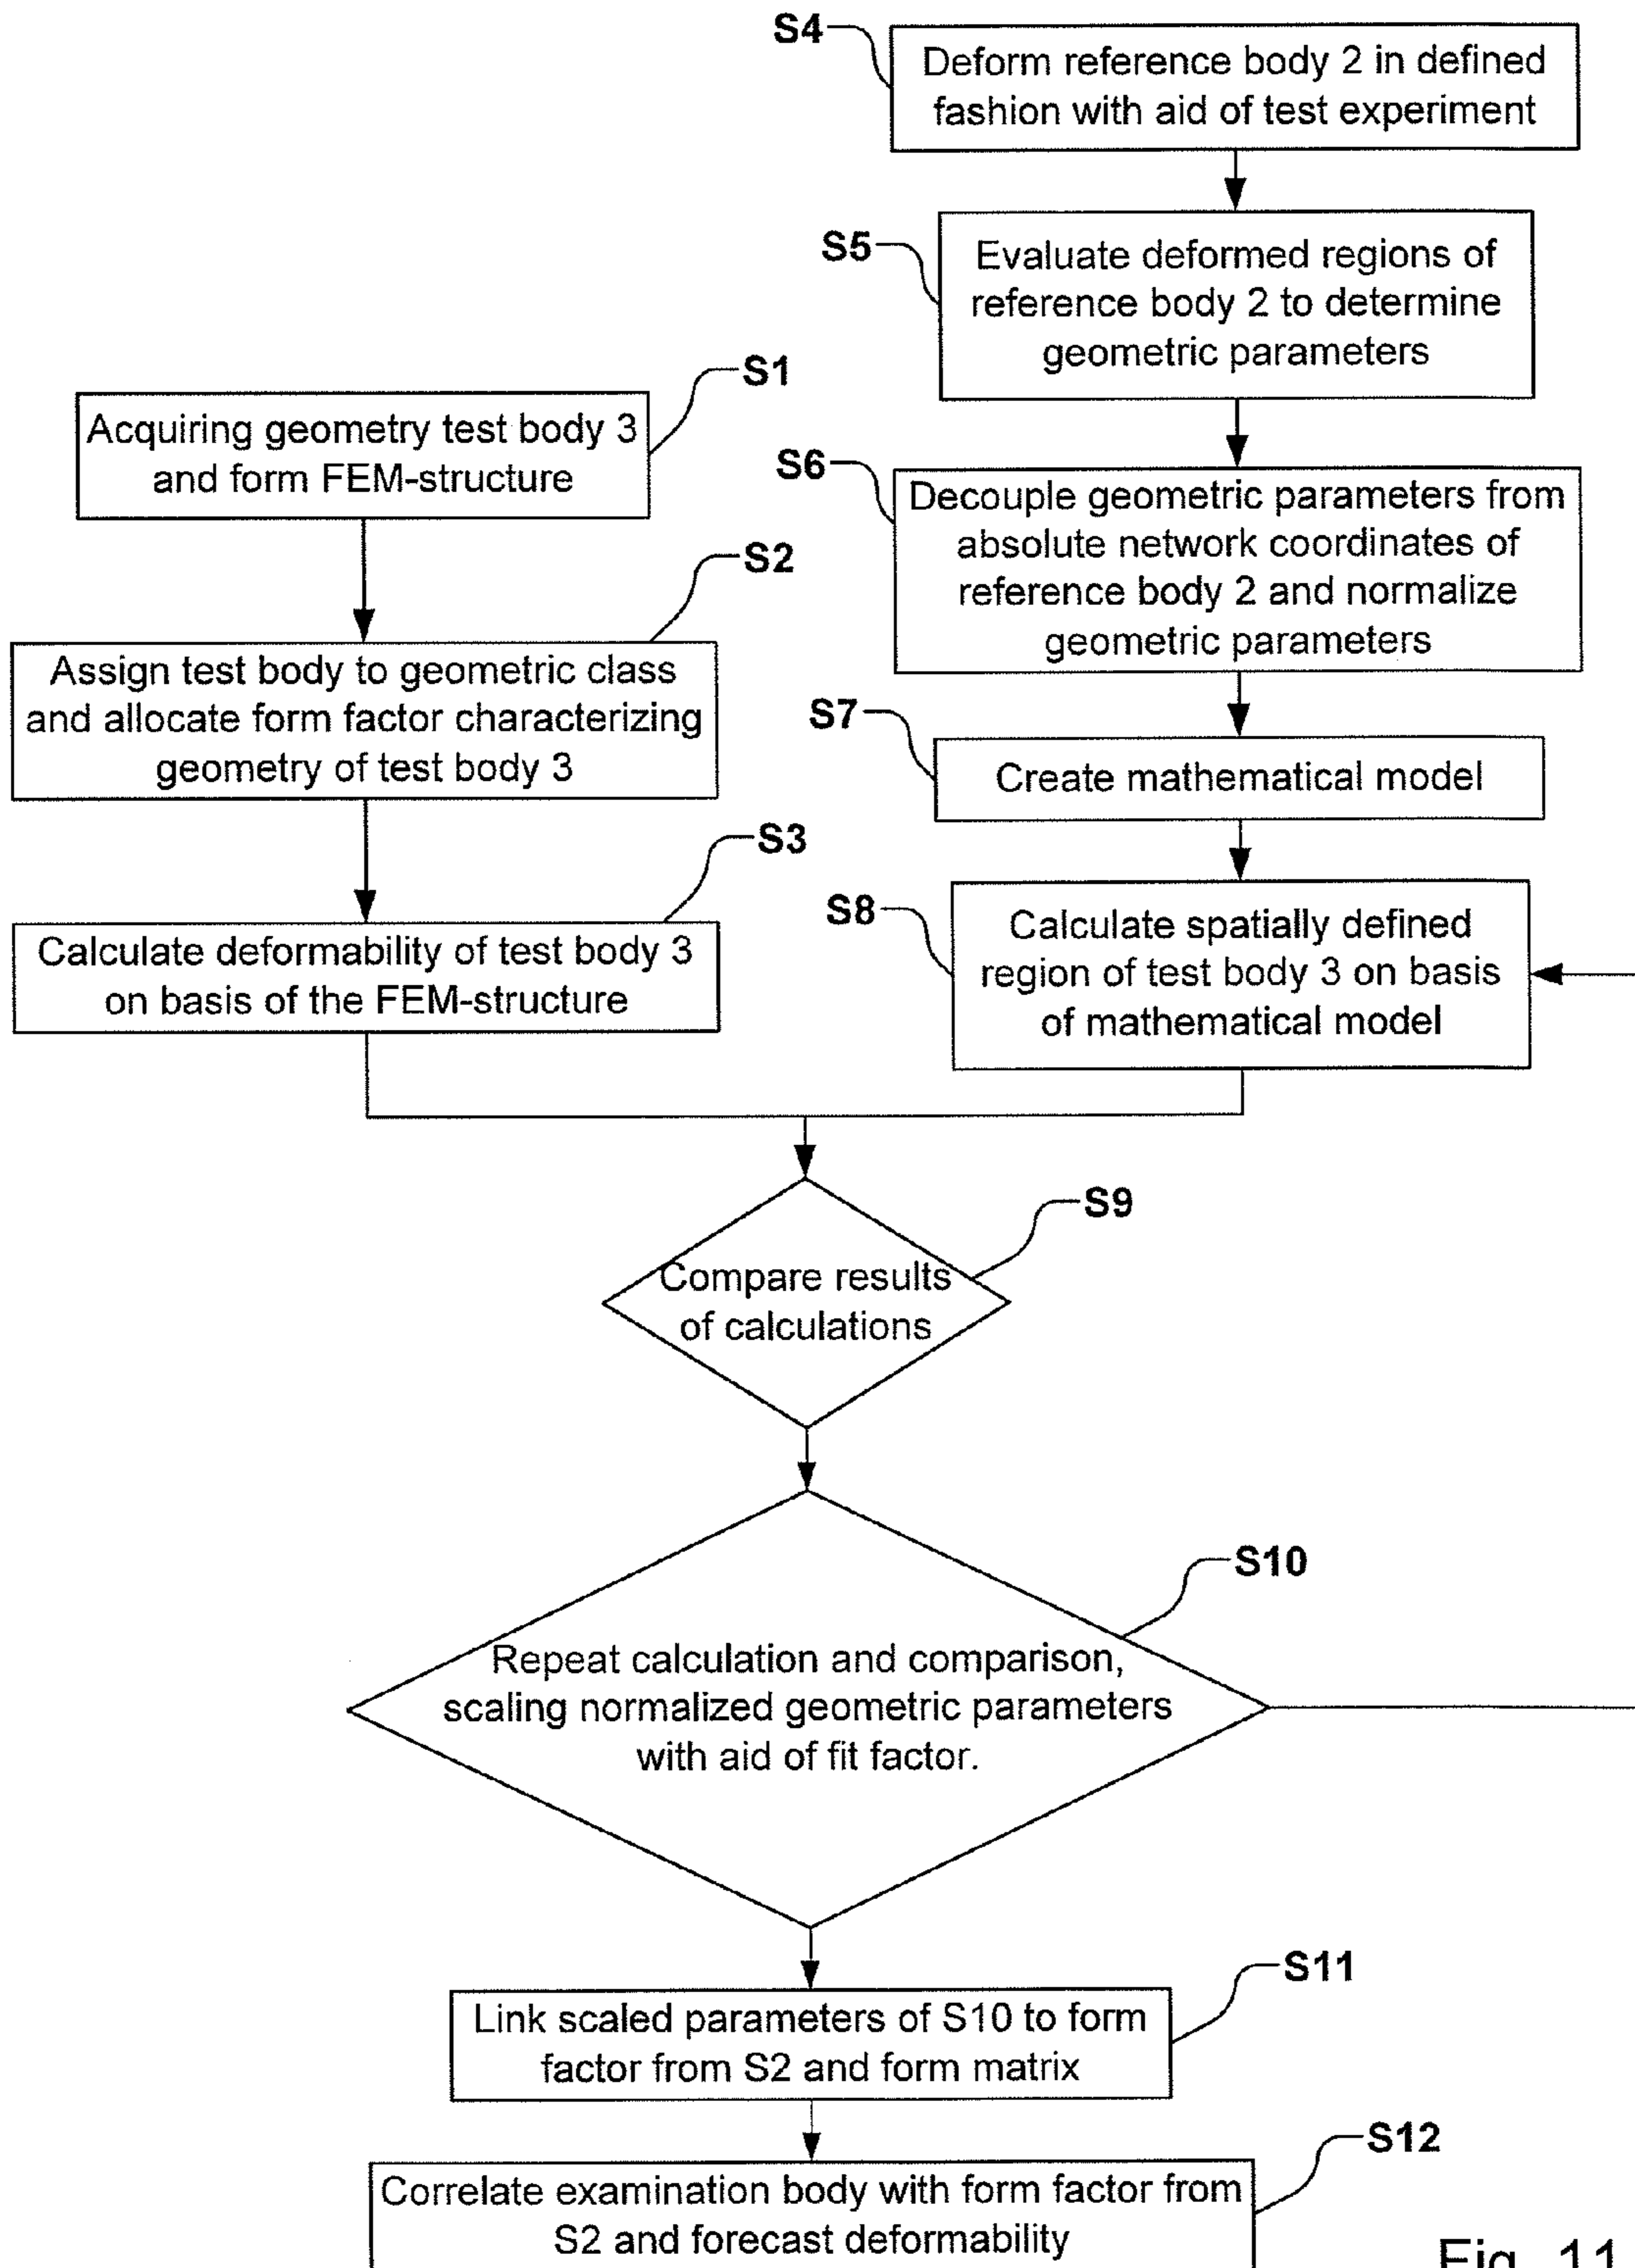 S4
Deform reference body 2 in defined
fashion with aid of test experiment
S5
Evaluate deformed regions of
reference body 2 to determine
geometric parameters
S1
Acquiring geometry test body 3
and form FEM-structure
S6
Decouple geometric parameters from
absolute network coordinates of
reference body 2 and normalize
geometric parameters
S2
Assign test body to geometric class
and allocate form factor characterizing
geometry of test body 3
S7
Create mathematical model
S3
Calculate deformability of test body 3
on basis of the FEM-structure
S8
Calculate spatially defined
region of test body 3 on basis
of mathematical model
S9
Compare results
of calculations
S10
Repeat calculation and comparison,
scaling normalized geometric parameters
with aid of fit factor.
S11
Link scaled parameters of S10 to form
factor from S2 and form matrix
S12
Correlate examination body with form factor from
S2 and forecast deformability
Fig. 11